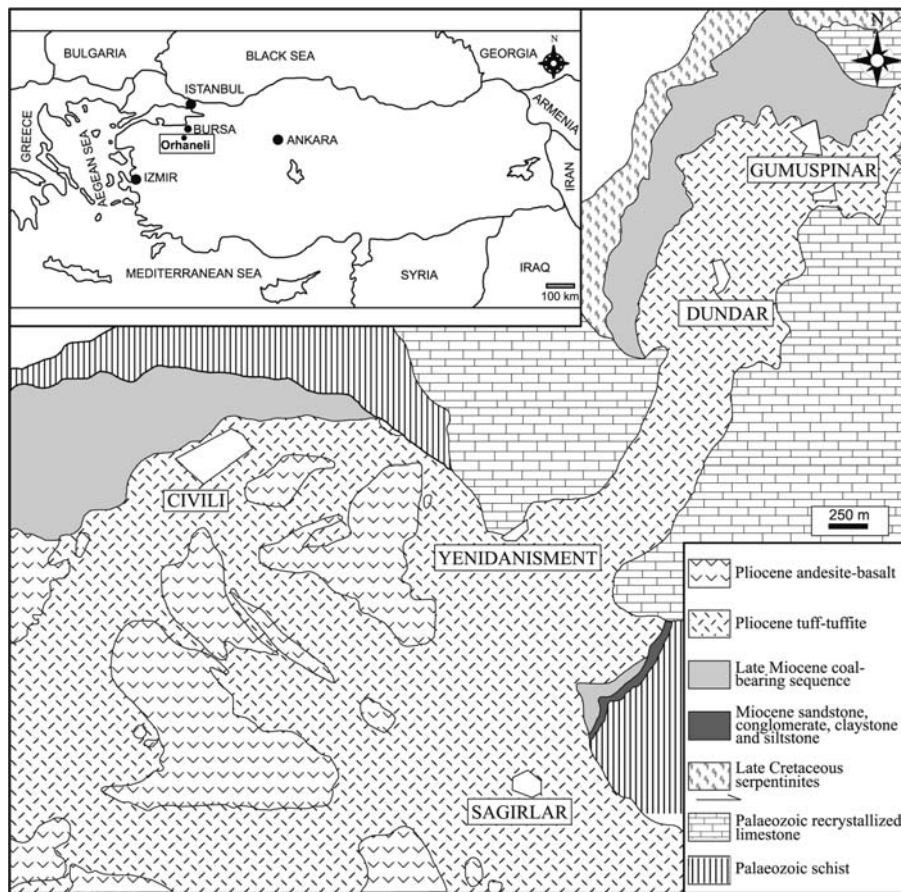 BULGARIA
BLACK SEA
GEORGIA
N
N
ISTANBUL
ARMENIA
BURSA
Orhaneli
ANKARA
GREECE
AEGEAN SEA
IZMIR
IRAN
MEDITERRANEAN SEA
SYRIA
IRAQ
100 km
GUMUSPINAR
DUNDAR
CIVILI
YENIDANISMENT
250 m
SAGIRLAR
Pliocene andesite-basalt
Pliocene tuff-tuffite
Late Miocene coal-
bearing sequence
Miocene sandstone,
conglomerate, claystone
and siltstone
Late Cretaceous
serpentinites
Palaeozoic recrystallized
limestone
Palaeozoic schist